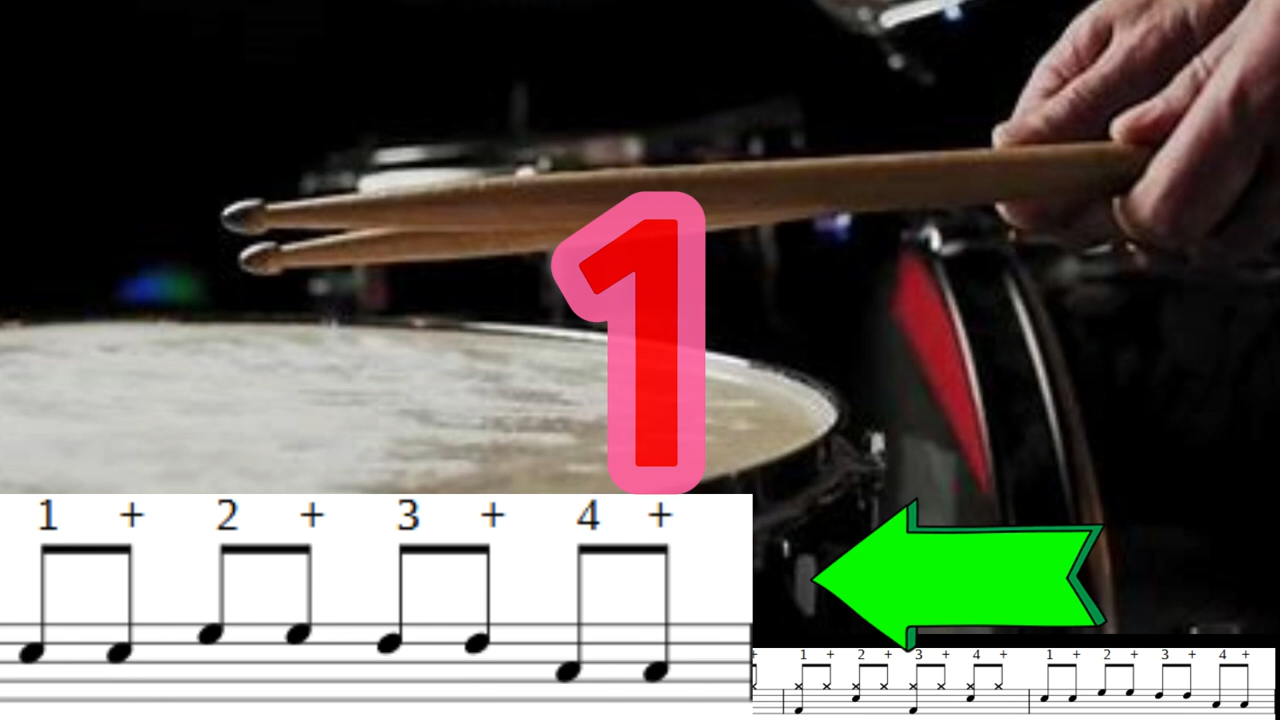 1
1 + 2 + 3 + 4 +
+ 1 + 2 + 3 + 4 + 1 + 2 + 3 + 4 +